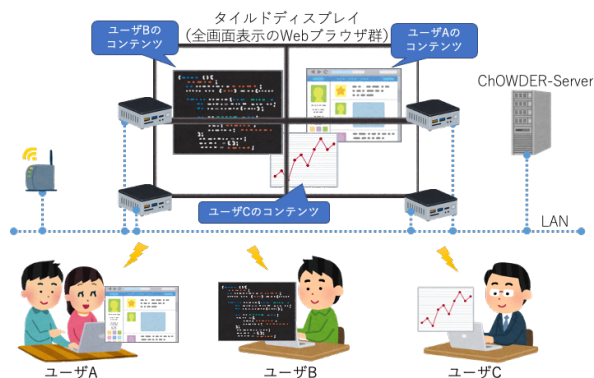 タイルドディスプレイ
(全画面表示のWebブラウザ群)
ユーザBの
コンテンツ
ユーザAの
コンテンツ
ChOWDER-Server
ユーザCのコンテンツ
LAN
ユーザA
ユーザB
ユーザC